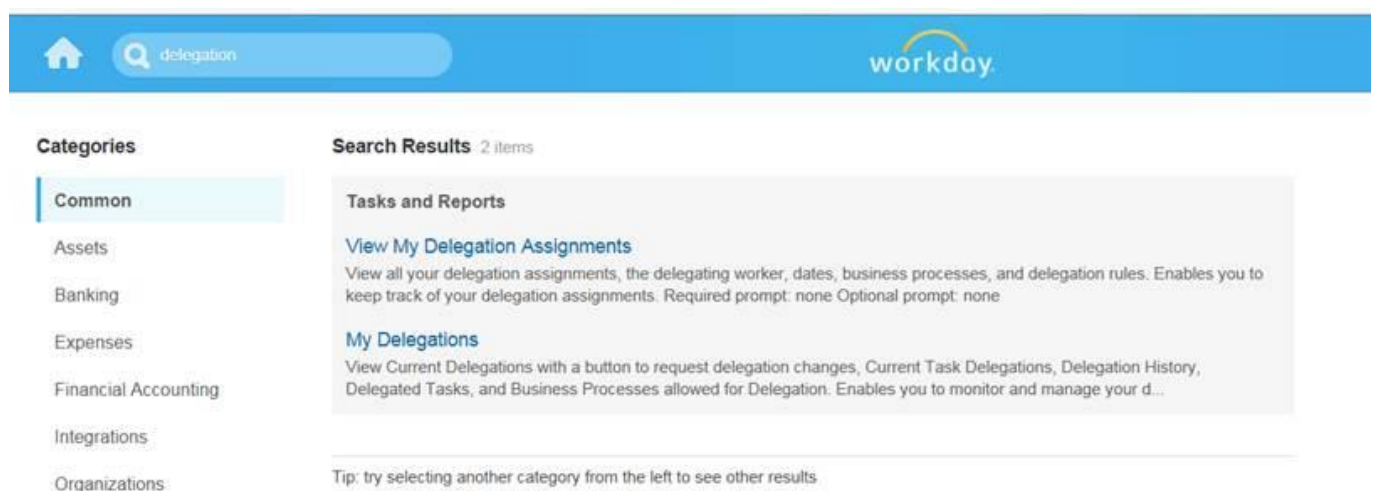 delegation
workday.
Categories
Common
Assets
Banking
Expenses
Financial Accounting
Integrations
Organizations
Search Results 2 items
Tasks and Reports
View My Delegation Assignments
View all your delegation assignments, the delegating worker, dates, business processes, and delegation rules. Enables you to
keep track of your delegation assignments. Required prompt: none Optional prompt: none
My Delegations
View Current Delegations with a button to request delegation changes, Current Task Delegations, Delegation History,
Delegated Tasks, and Business Processes allowed for Delegation. Enables you to monitor and manage your d...
Tip: try selecting another category from the left to see other results